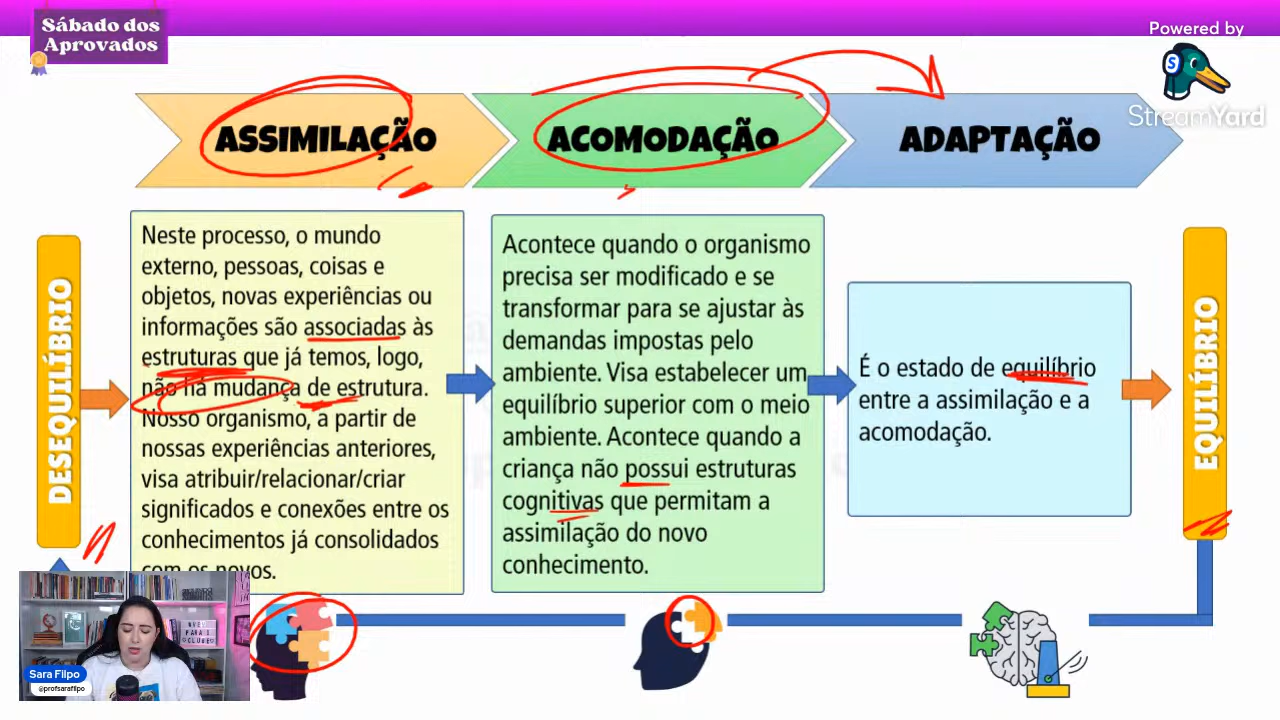 Sábado dos
Aprovados
Powered by
StreamYard
ASSIMILAÇÃO
ACOMODAÇÃO
ADAPTAÇÃO
DESEQUILÍBRIO
Neste processo, o mundo
externo, pessoas, coisas e
objetos, novas experiências ou
informações são associadas às
estruturas que já temos, logo,
não há mudança de estrutura.
Nosso organismo, a partir de
nossas experiências anteriores,
visa atribuir/relacionar/criar
significados e conexões entre os
conhecimentos já consolidados
com os novos.
Acontece quando o organismo
precisa ser modificado e se
transformar para se ajustar às
demandas impostas pelo
ambiente. Visa estabelecer um
equilíbrio superior com o meio
ambiente. Acontece quando a
criança não possui estruturas
cognitivas que permitam a
assimilação do novo
conhecimento.
É o estado de equilíbrio
entre a assimilação e a
acomodação.
EQUILÍBRIO
Sara Filpo
@profsarafilpo